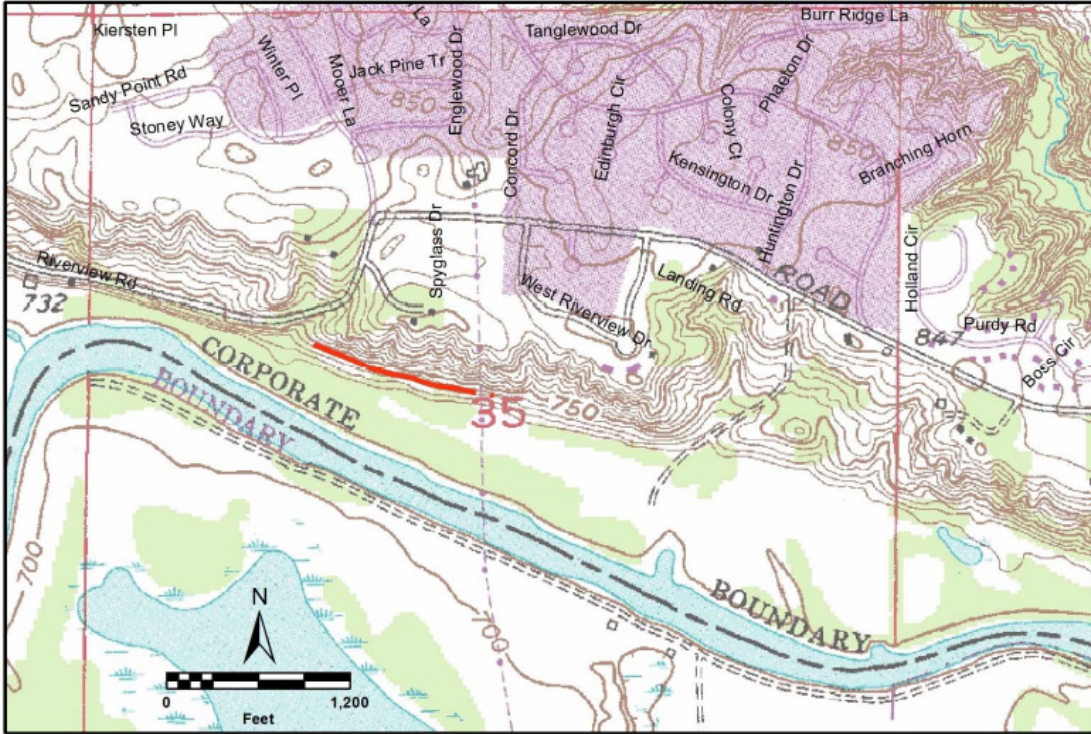 Kiersten Pl
Sandy Point Rd
Stoney Way
Winter Pl
Mooer La
La
Jack Pine Tr
850
Englewood Dr
Tanglewood Dr
Concord Dr
Edinburgh Cir
Colony Ct
Kensington Dr
Phaeton Dr
Burr Ridge La
850
Branching Horn
Huntington Dr
Riverview Rd
732
Spyglass Dr
West Riverview Dr
Landing Rd
ROAD
Holland Cir
847
Purdy Rd
Boss Cir
CORPORATE
BOUNDARY
35
750
BOUNDARY
700
700
N
0 1,200
Feet